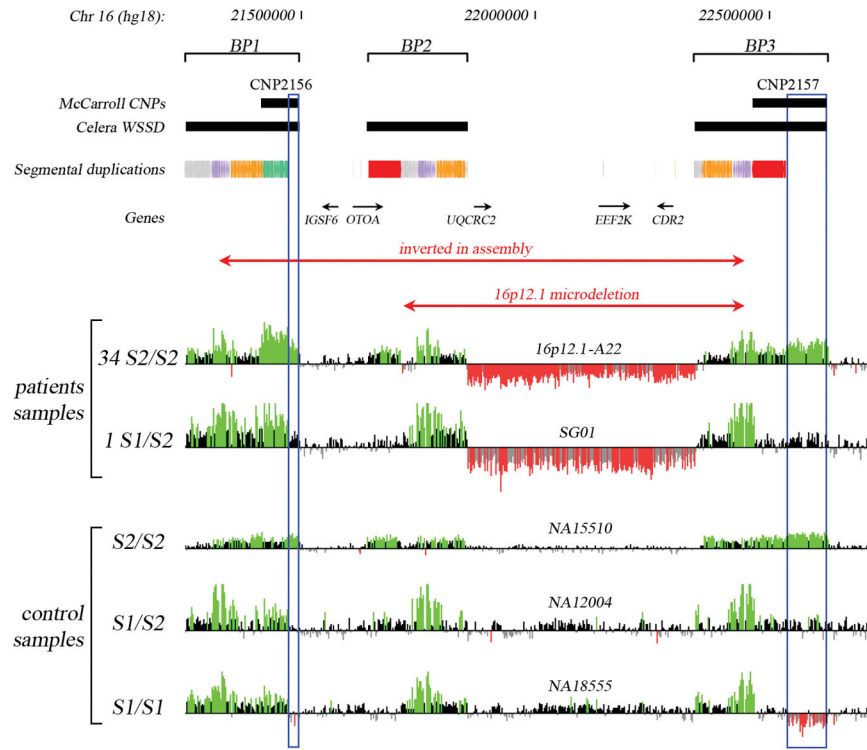 Chr 16 (hg18): 21500000 22000000 22500000
BP1 BP2 BP3
CNP2156 CNP2157
McCarroll CNPs
Celera WSSD
Segmental duplications
Genes
IGSF6 OTOA UQCRC2 EEF2K CDR2
inverted in assembly
16p12.1 microdeletion
34 S2/S2 16p12.1-A22
patients
samples
1 S1/S2 SG01
S2/S2 NA15510
control
samples
S1/S2 NA12004
S1/S1 NA18555